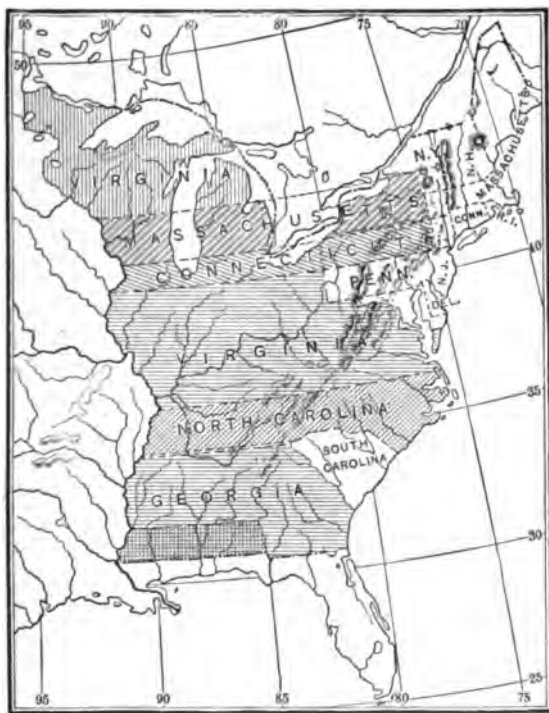 95 90 85 80 75 70
50
VIRGINIA
MASSACHUSETTS
CONNECTICUT
N.
N.H.
MASSACHUSETTS
CONN.
R.I.
PENN.
N.J.
DEL.
40
VIRGINIA
35
NORTH CAROLINA
SOUTH
CAROLINA
GEORGIA
30
25
95 90 85 80 75